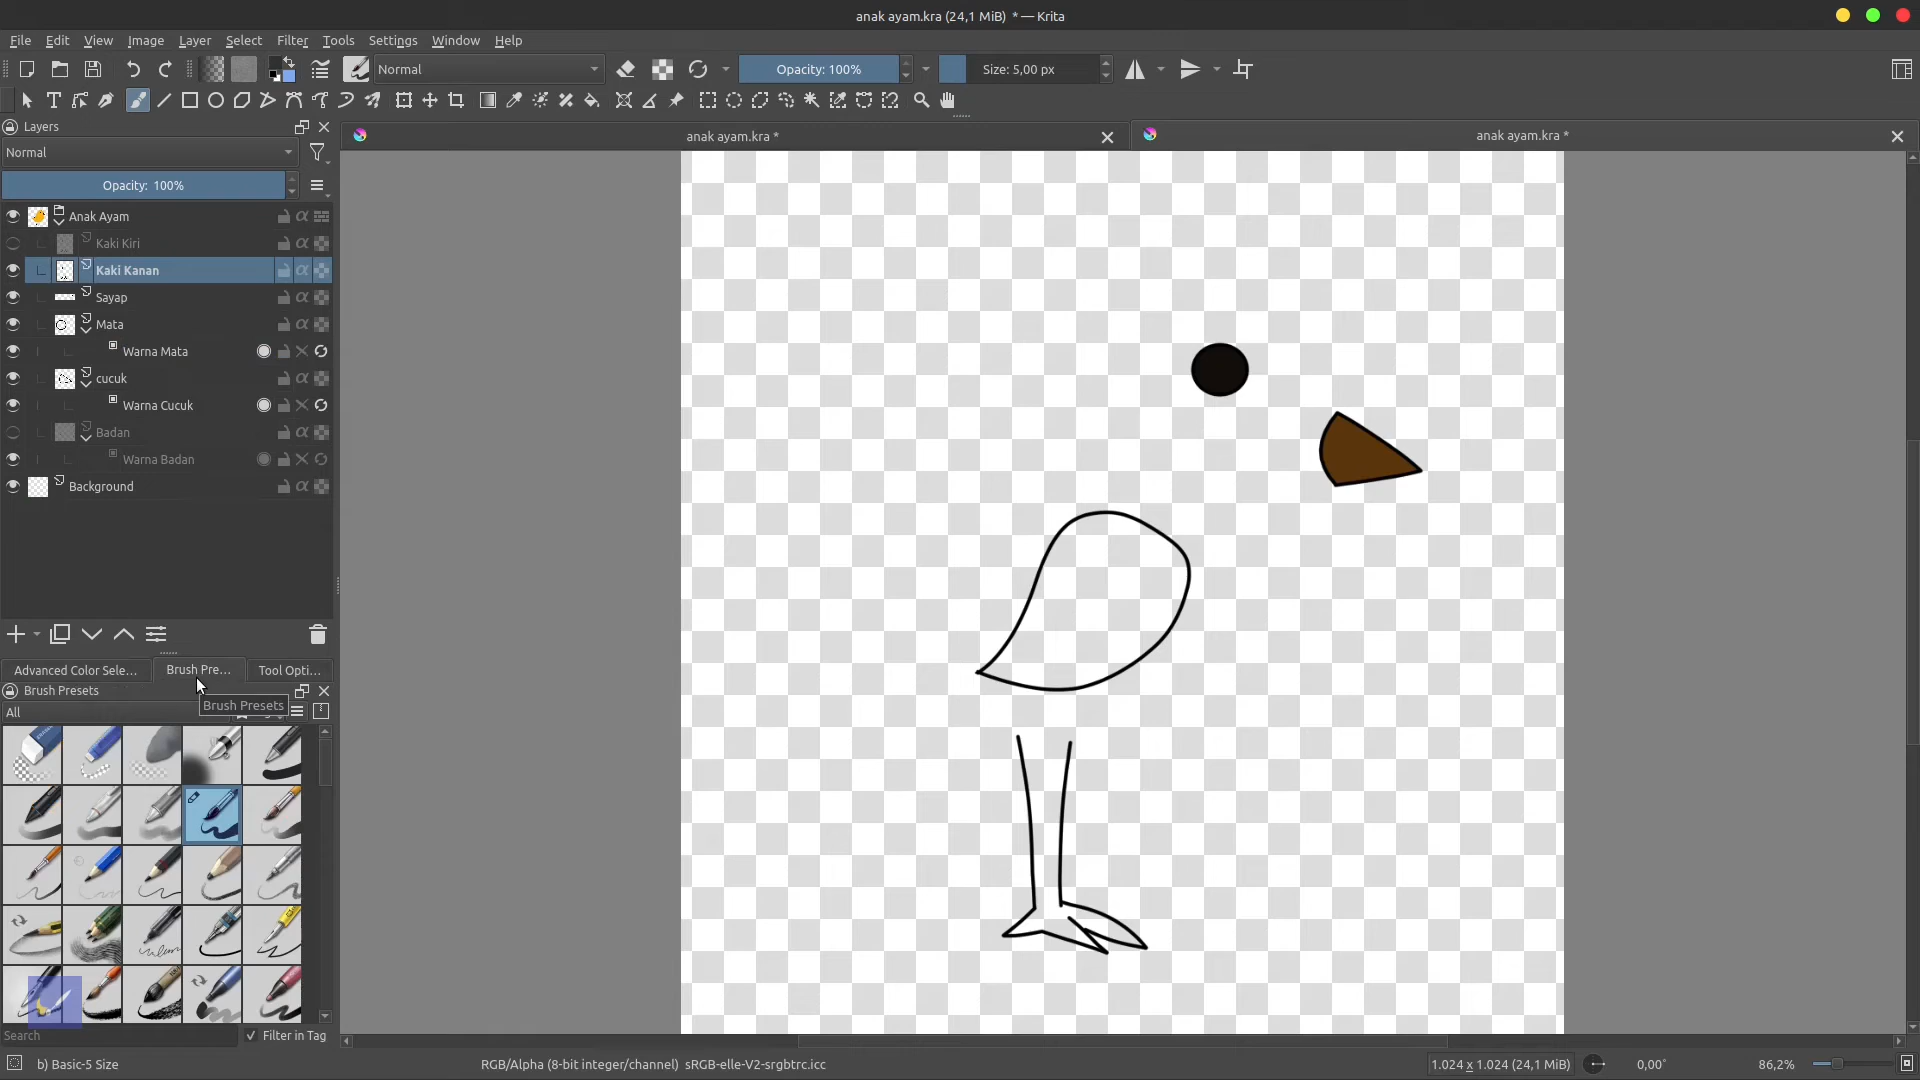 anak ayam.kra (24,1 MiB) * — Krita
File Edit View Image Layer Select Filter Tools Settings Window Help
Normal
Opacity: 100%
Size: 5,00 px
Layers
anak ayam.kra *
anak ayam.kra *
Normal
Opacity: 100%
Anak Ayam
Kaki Kiri
Kaki Kanan
Sayap
Mata
Warna Mata
cucuk
Warna Cucuk
Badan
Warna Badan
Background
Advanced Color Sele... Brush Pre... Tool Opti...
Brush Presets
Brush Presets
All
Search
Filter in Tag
b) Basic-5 Size
RGB/Alpha (8-bit integer/channel) sRGB-elle-V2-srgbtrc.icc
1.024 x 1.024 (24,1 MiB)
0,00°
86,2%